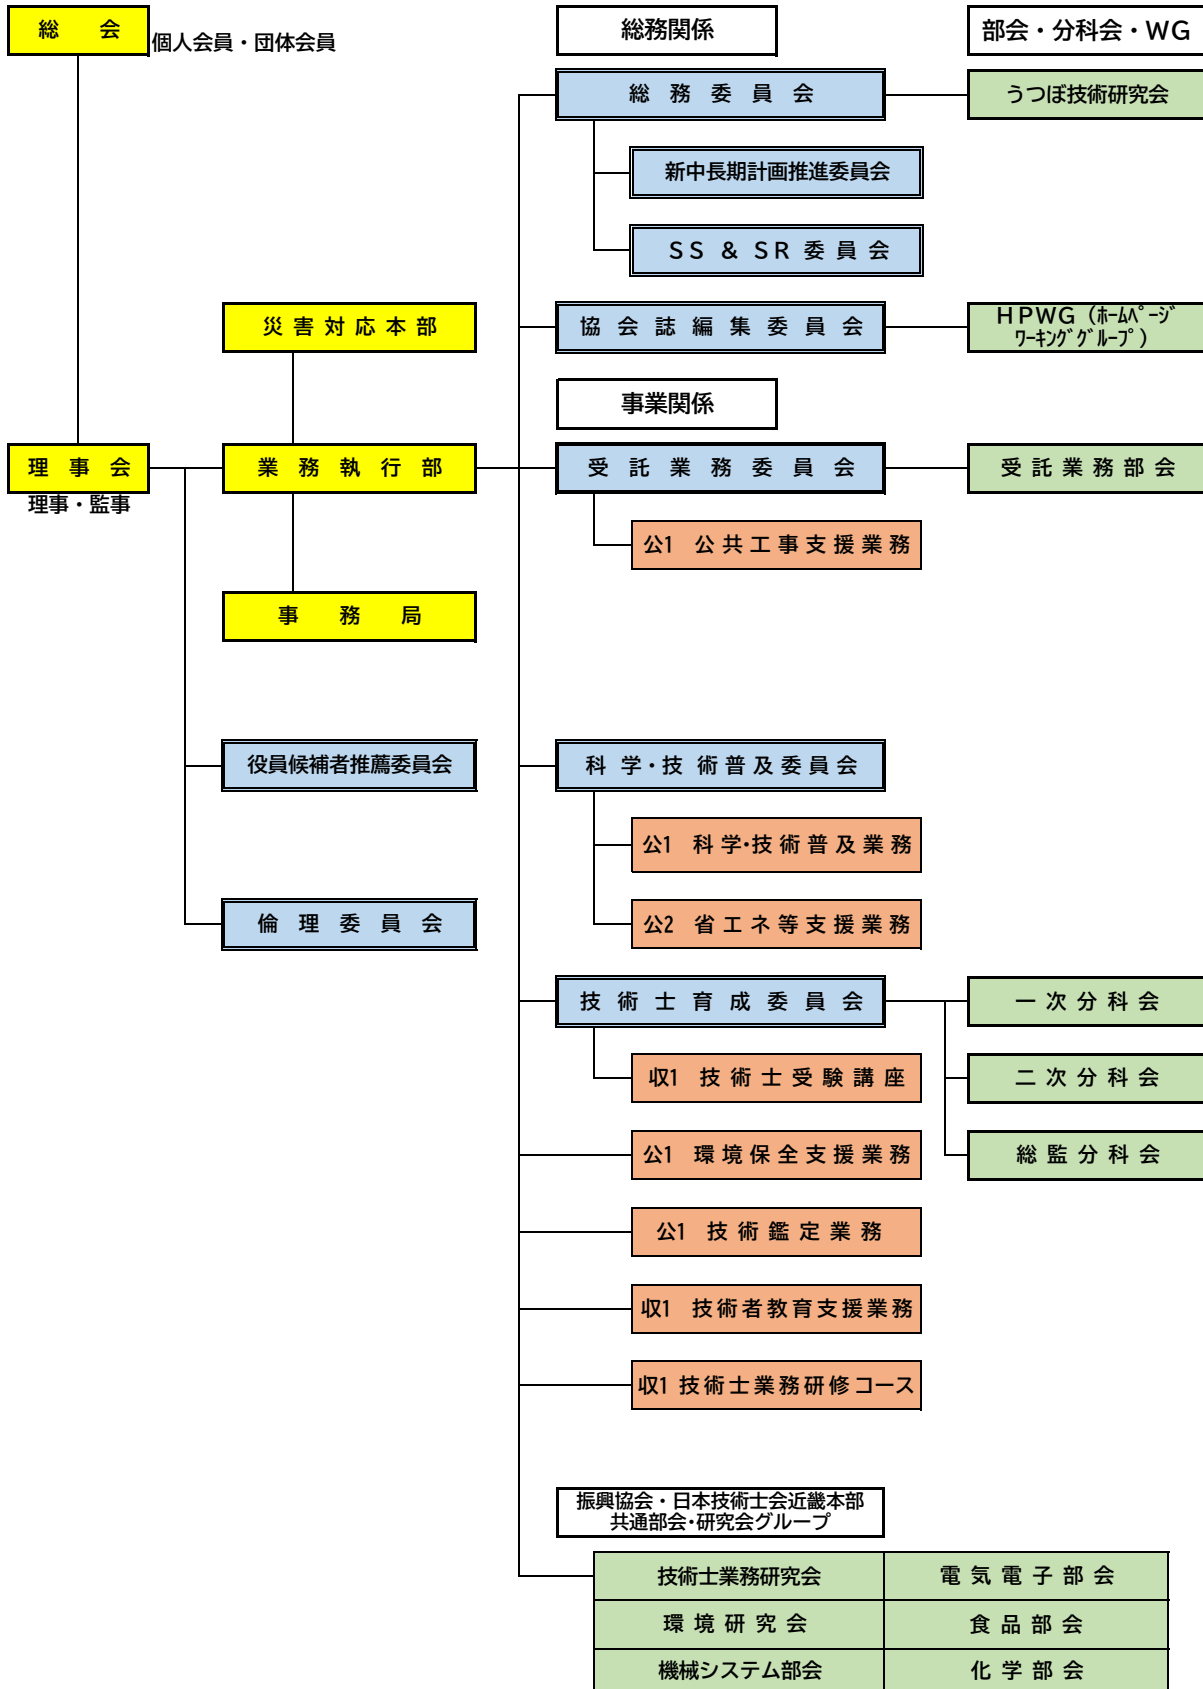 総　会
個人会員・団体会員
総務関係
部会・分科会・WG
総務委員会
うつぼ技術研究会
新中長期計画推進委員会
SS & SR 委員会
災害対応本部
協会誌編集委員会
HPWG（ﾎｰﾑﾍﾟｰｼﾞ
ﾜｰｷﾝｸﾞｸﾞﾙｰﾌﾟ）
事業関係
理事会
理事・監事
業務執行部
受託業務委員会
受託業務部会
公1　公共工事支援業務
事　務　局
役員候補者推薦委員会
科学・技術普及委員会
公1　科学・技術普及業務
公2　省エネ等支援業務
倫理委員会
技術士育成委員会
一次分科会
収1　技術士受験講座
二次分科会
公1　環境保全支援業務
総監分科会
公1　技術鑑定業務
収1　技術者教育支援業務
収1 技術士業務研修コース
振興協会・日本技術士会近畿本部
共通部会・研究会グループ
技術士業務研究会
電気電子部会
環境研究会
食品部会
機械システム部会
化学部会